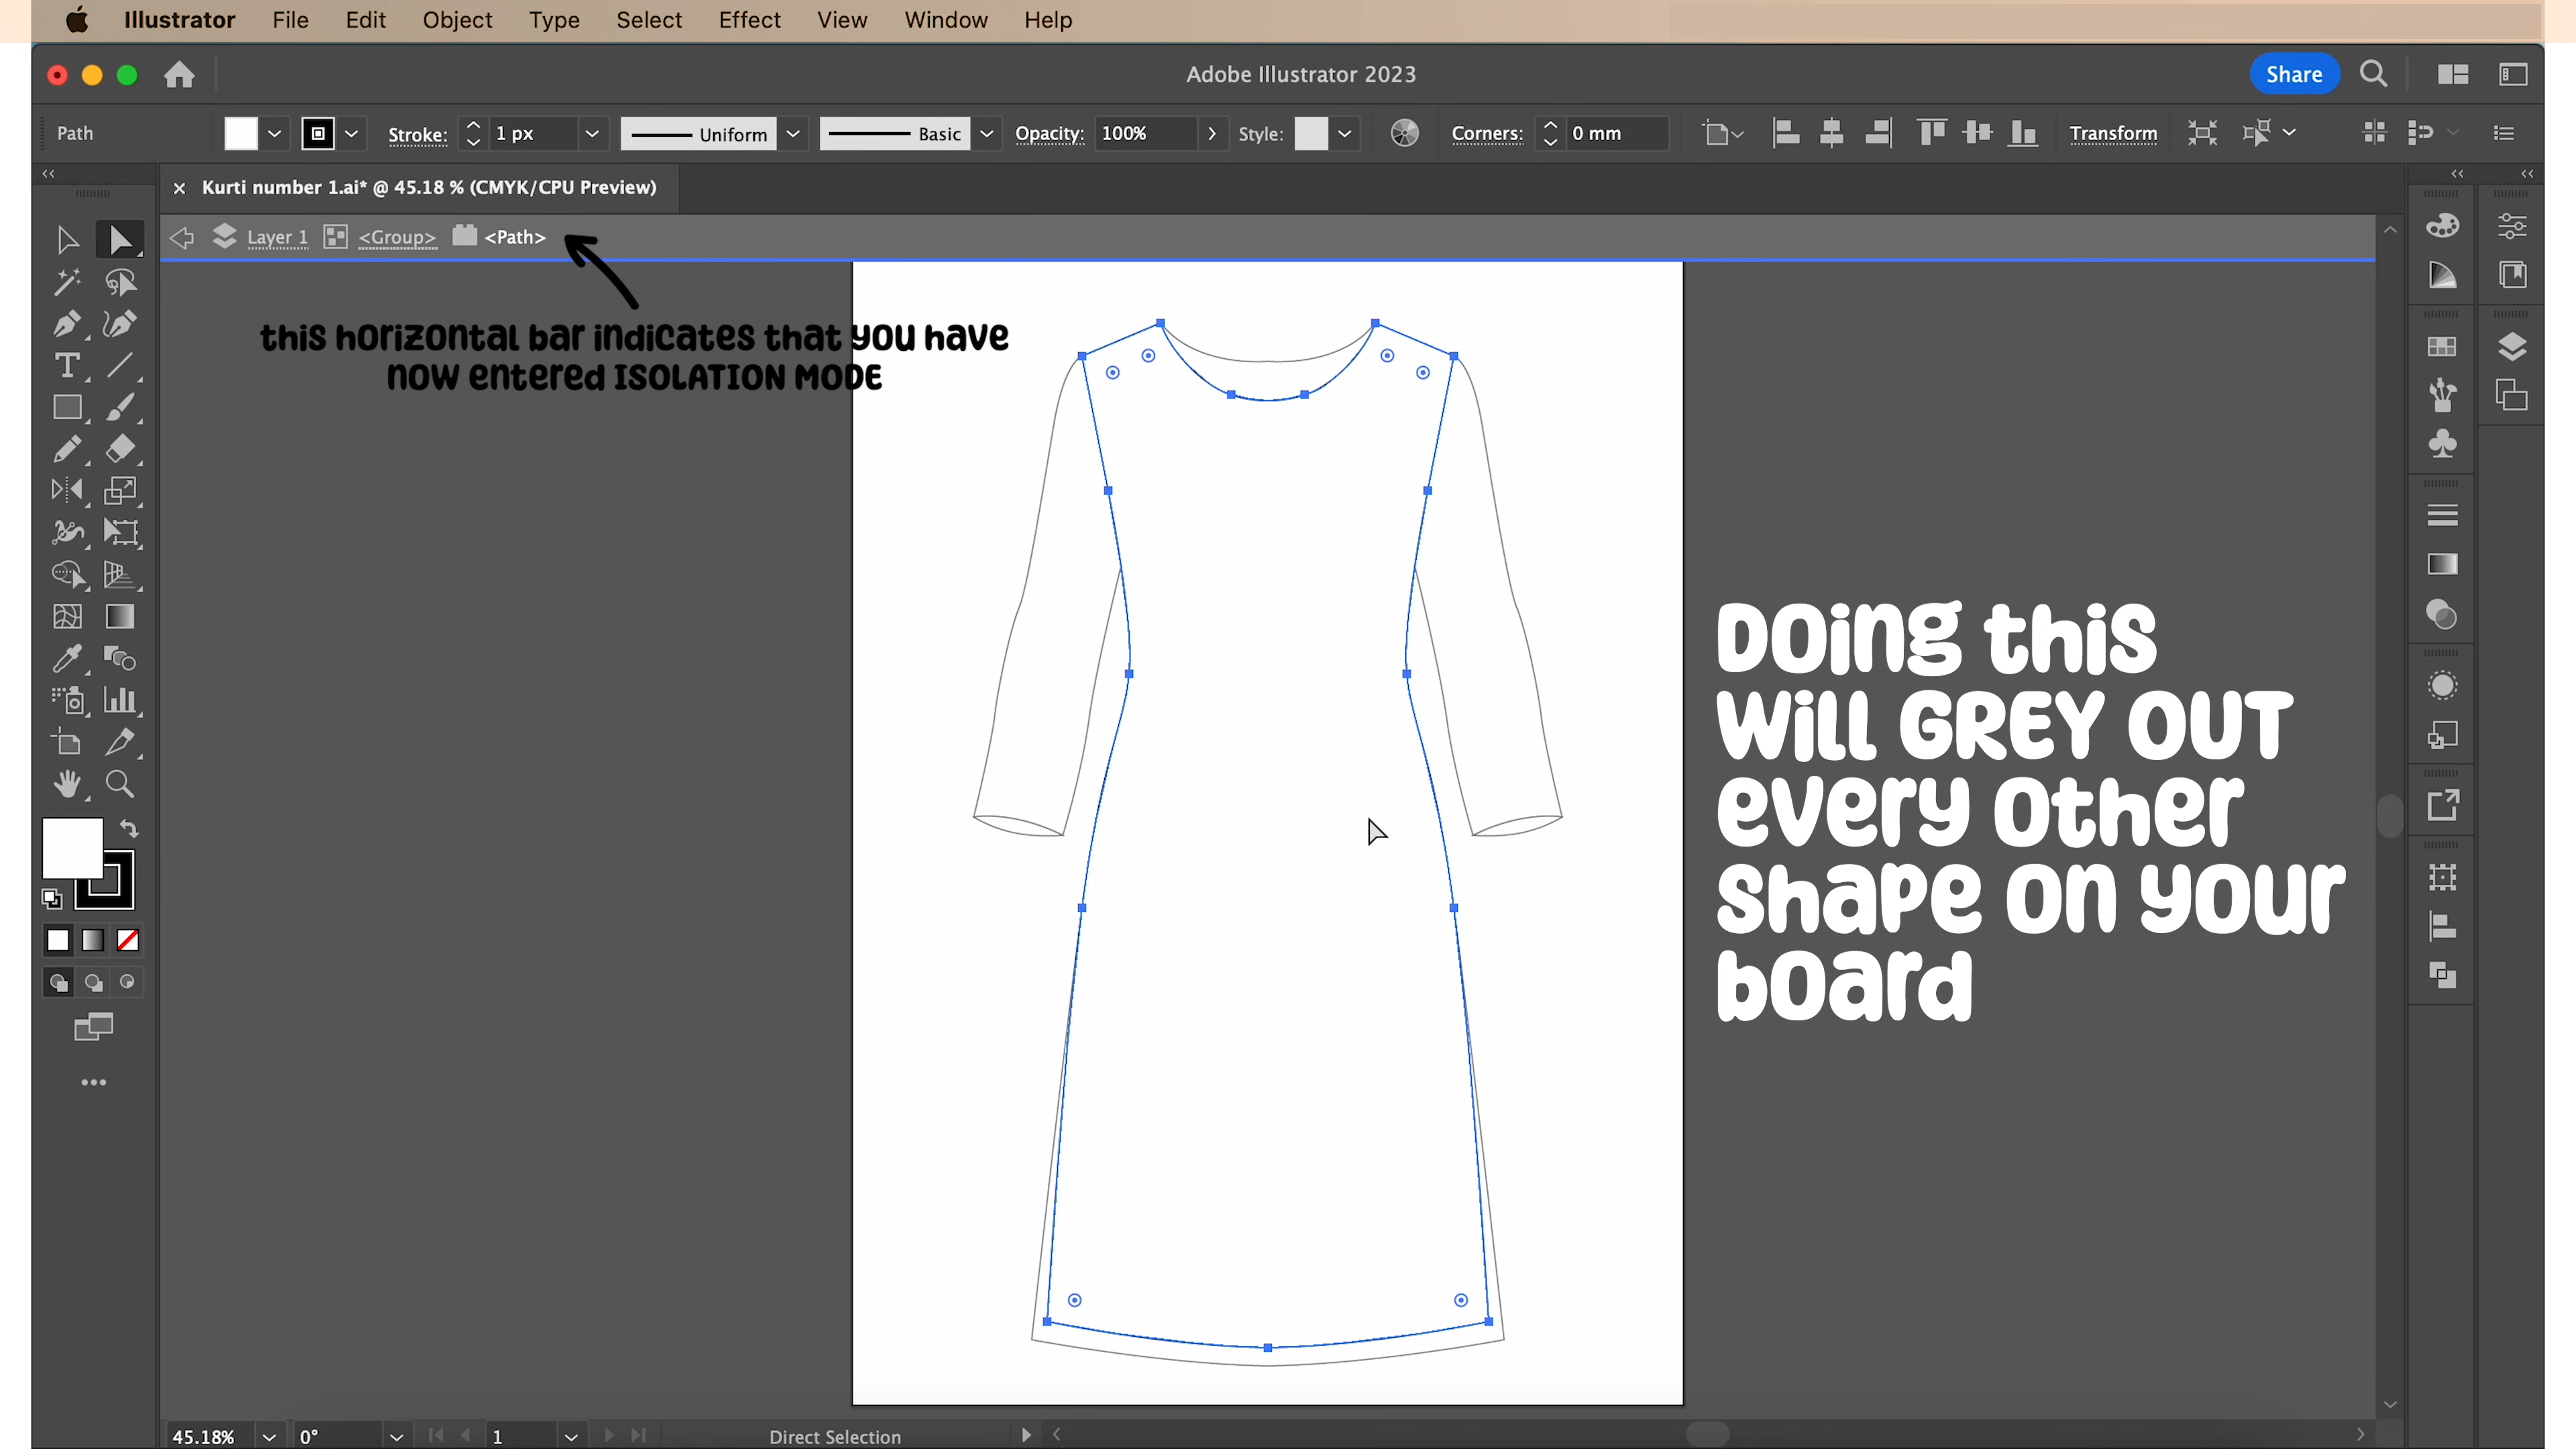 Illustrator File Edit Object Type Select Effect View Window Help
Adobe Illustrator 2023
Share
Path Stroke: 1 px Uniform Basic Opacity: 100% Style: Corners: 0 mm Transform
Kurti number 1.ai* @ 45.18 % (CMYK/CPU Preview)
Layer 1 <Group> <Path>
this horizontal bar indicates that you have
now entered ISOLATION MODE
Doing this
will GREY OUT
every other
shape on your
board
45.18% 0° 1 Direct Selection